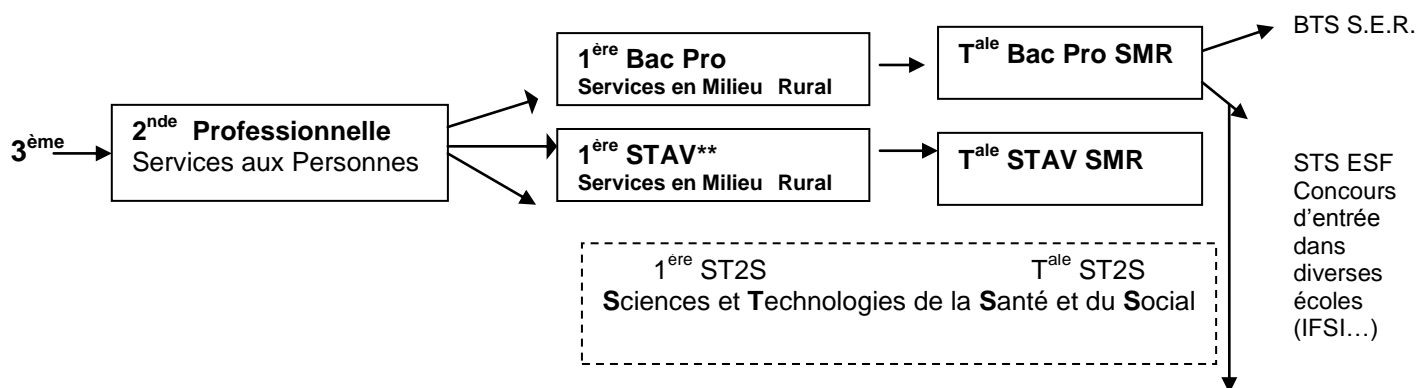 3ème
2nde Professionnelle
Services aux Personnes
1ère Bac Pro
Services en Milieu Rural
Tale Bac Pro SMR
1ère STAV**
Services en Milieu Rural
Tale STAV SMR
1ère ST2S Tale ST2S
Sciences et Technologies de la Santé et du Social
BTS S.E.R.
STS ESF
Concours
d'entrée
dans
diverses
écoles
(IFSI…)